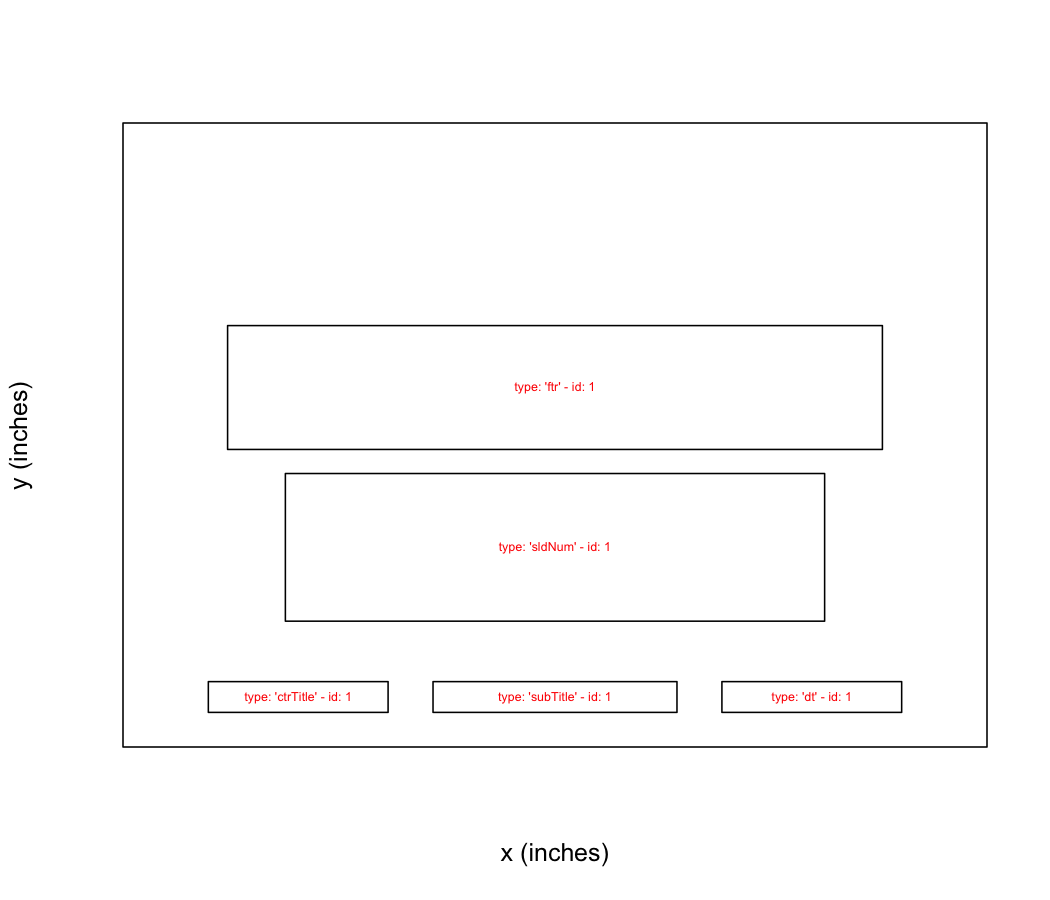 type: 'ftr' - id: 1
type: 'sldNum' - id: 1
type: 'ctrTitle' - id: 1
type: 'subTitle' - id: 1
type: 'dt' - id: 1
y (inches)
x (inches)